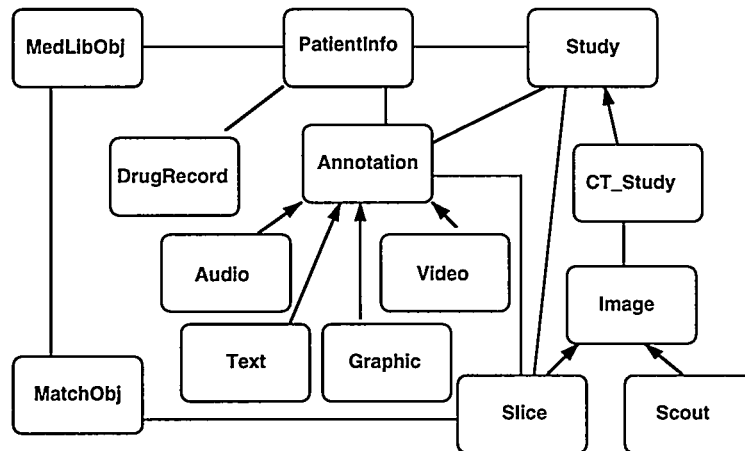 MedLibObj
PatientInfo
Study
DrugRecord
Annotation
CT_Study
Audio
Video
Image
Text
Graphic
MatchObj
Slice
Scout